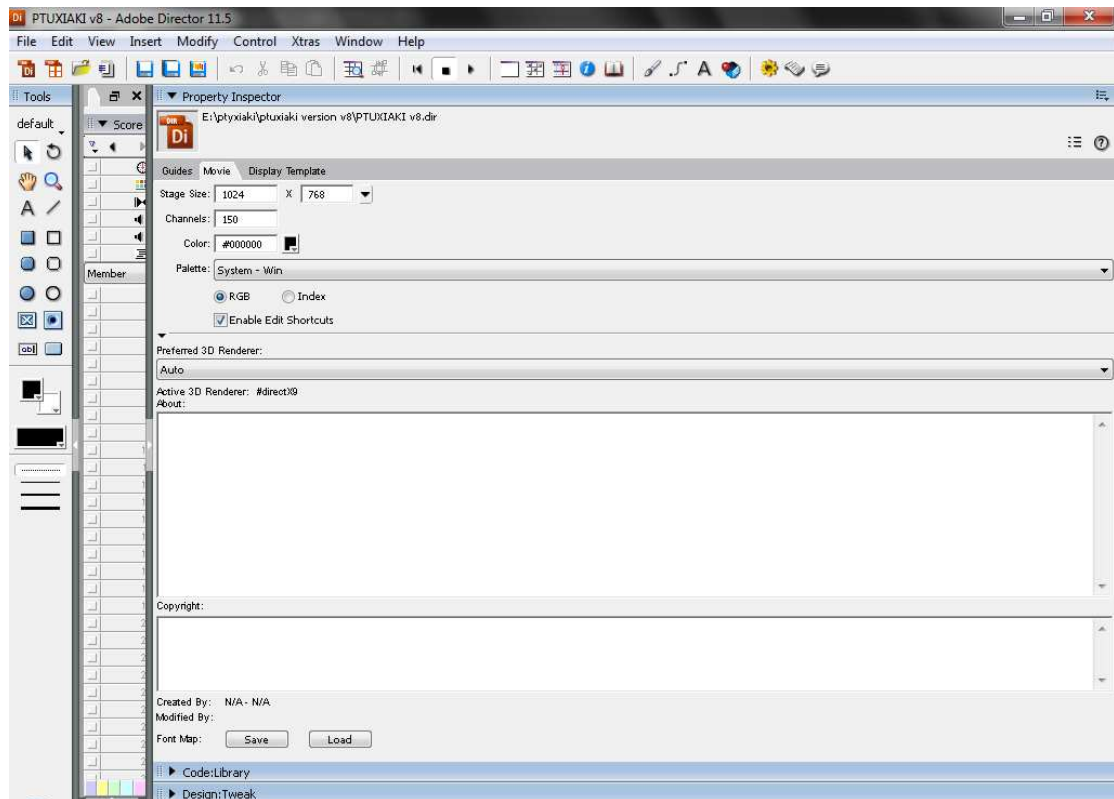 PTUXIAKI v8 - Adobe Director 11.5
File Edit View Insert Modify Control Xtras Window Help
Tools
Property Inspector
default
Score
E:\ptyxiaki\ptuxiaki version v8\PTUXIAKI v8.dir
Guides Movie Display Template
Stage Size: 1024 X 768
Channels: 150
Color: #000000
Member
Palette: System - Win
RGB Index
Enable Edit Shortcuts
Preferred 3D Renderer:
Auto
Active 3D Renderer: #directX9
About:
Copyright:
Created By: N/A - N/A
Modified By:
Font Map: Save Load
Code:Library
Design:Tweak